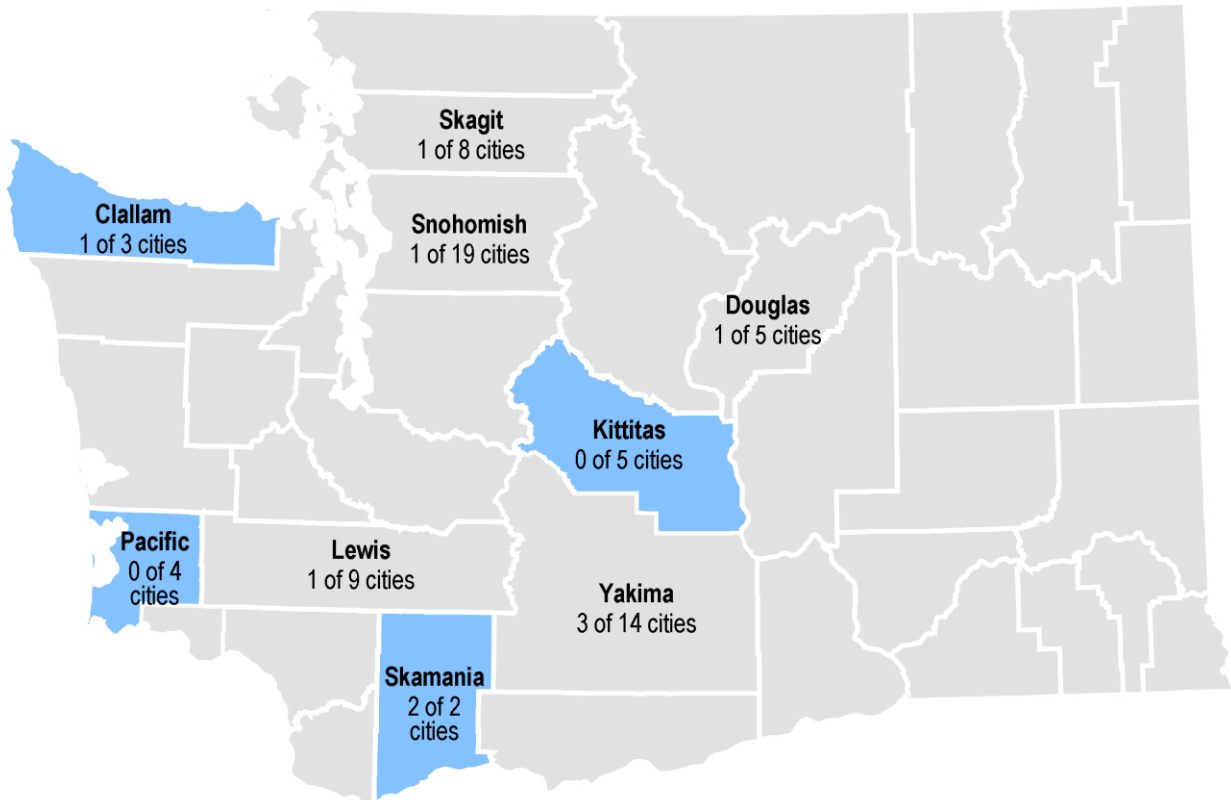 Skagit
1 of 8 cities
Clallam
1 of 3 cities
Snohomish
1 of 19 cities
Douglas
1 of 5 cities
Kittitas
0 of 5 cities
Pacific
0 of 4
cities
Lewis
1 of 9 cities
Yakima
3 of 14 cities
Skamania
2 of 2
cities